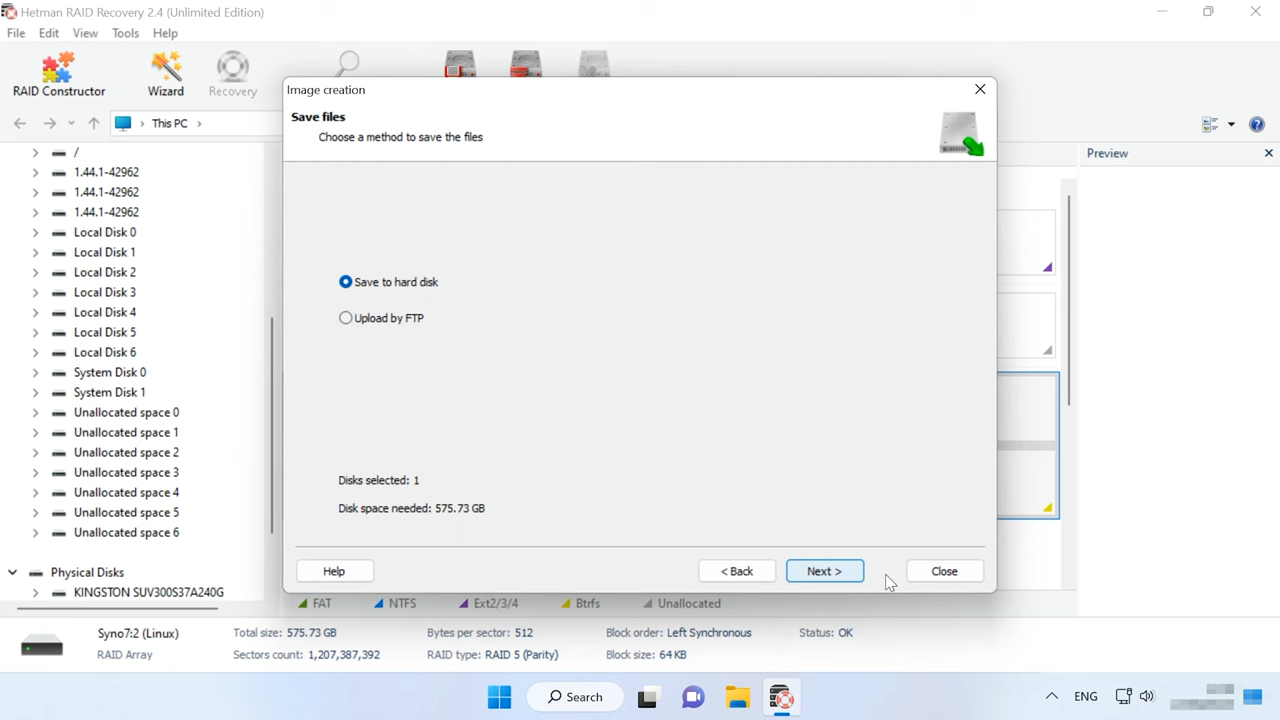 Hetman RAID Recovery 2.4 (Unlimited Edition)
File Edit View Tools Help
RAID Constructor Wizard Recovery
This PC
Image creation
Save files
Choose a method to save the files
Preview
/
1.44.1-42962
1.44.1-42962
1.44.1-42962
Local Disk 0
Local Disk 1
Local Disk 2
Local Disk 3
Local Disk 4
Local Disk 5
Local Disk 6
System Disk 0
System Disk 1
Unallocated space 0
Unallocated space 1
Unallocated space 2
Unallocated space 3
Unallocated space 4
Unallocated space 5
Unallocated space 6
Physical Disks
KINGSTON SUV300S37A240G
Save to hard disk
Upload by FTP
Disks selected: 1
Disk space needed: 575.73 GB
Help < Back Next > Close
FAT NTFS Ext2/3/4 Btrfs Unallocated
Syno7:2 (Linux) Total size: 575.73 GB Bytes per sector: 512 Block order: Left Synchronous Status: OK
RAID Array Sectors count: 1,207,387,392 RAID type: RAID 5 (Parity) Block size: 64 KB
Search ENG